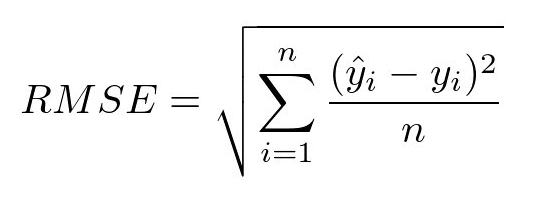 $RMSE = \sqrt{\sum_{i=1}^{n} \frac{(\hat{y}_i - y_i)^2}{n}}$